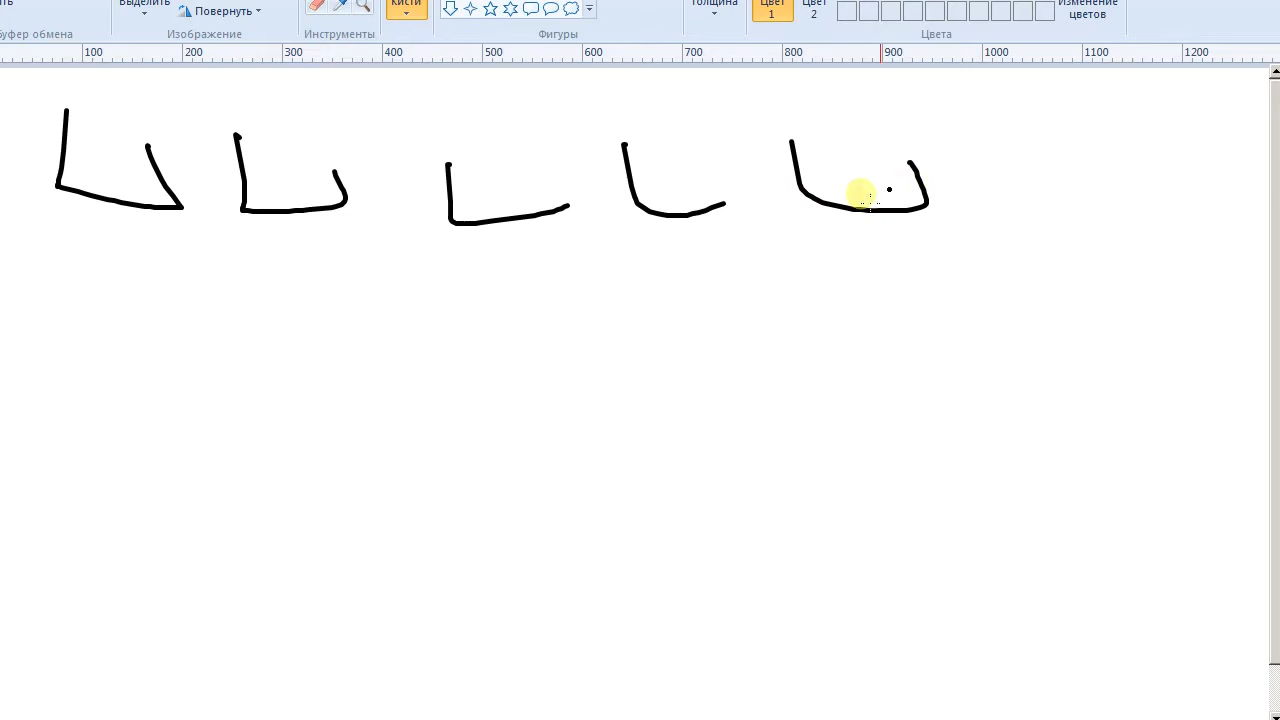 Выделить Кисти Толщина Цвет Цвет Изменение
Повернуть 1 2 цветов
буфер обмена Изображение Инструменты Фигуры Цвета
100 200 300 400 500 600 700 800 900 1000 1100 1200